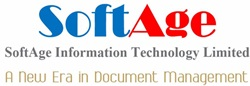 SoftAge
SoftAge Information Technology Limited
A New Era in Document Management